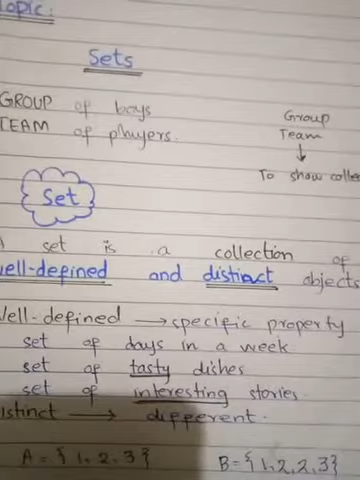 Topic:
Sets
GROUP of boys
TEAM of players.
Group
Team
↓
To show colle
Set
A set is a collection of
well-defined and distinct objects
Well-defined → specific property
set of days in a week
set of tasty dishes
set of interesting stories.
distinct → different.
A = {1, 2, 3} B = {1, 2, 2, 3}